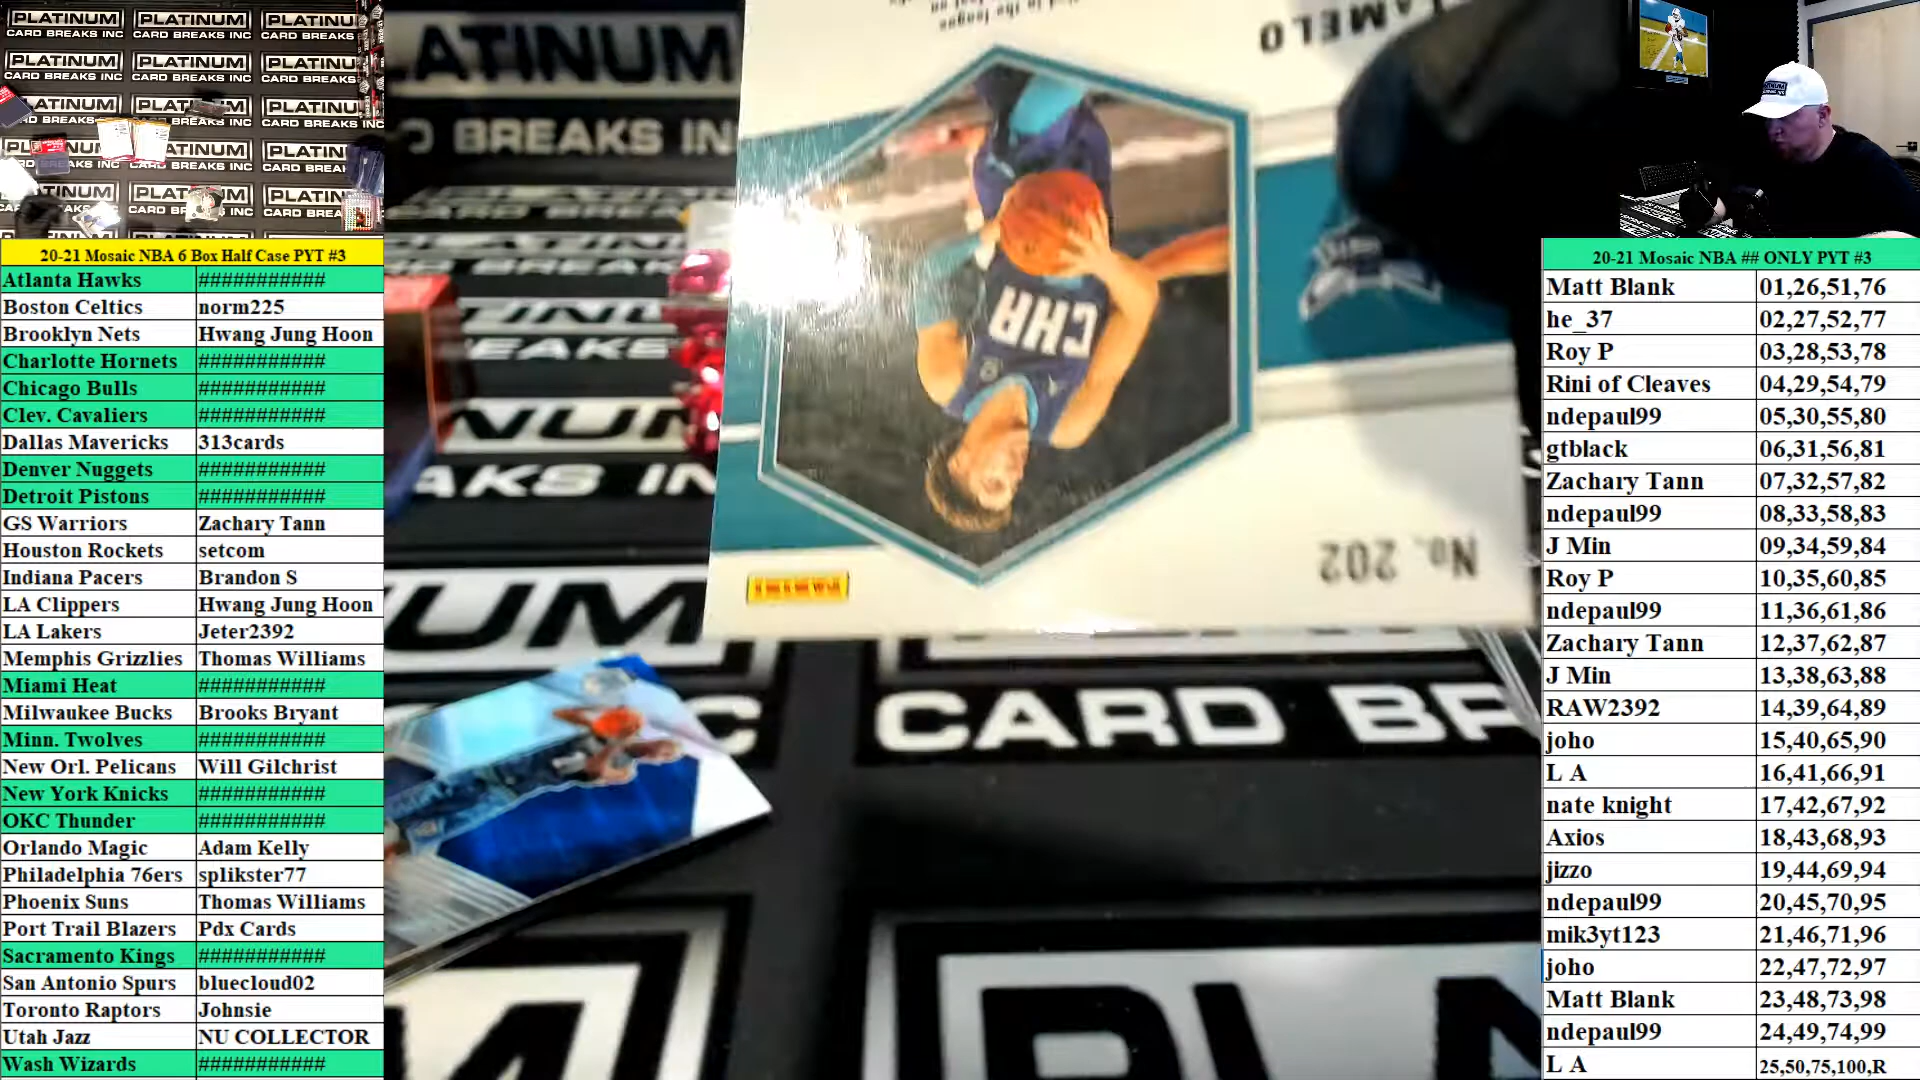 20-21 Mosaic NBA 6 Box Half Case PYT #3
Atlanta Hawks ###########
Boston Celtics norm225
Brooklyn Nets Hwang Jung Hoon
Charlotte Hornets ###########
Chicago Bulls ###########
Clev. Cavaliers ###########
Dallas Mavericks 313cards
Denver Nuggets ###########
Detroit Pistons ###########
GS Warriors Zachary Tann
Houston Rockets setcom
Indiana Pacers Brandon S
LA Clippers Hwang Jung Hoon
LA Lakers Jeter2392
Memphis Grizzlies Thomas Williams
Miami Heat ###########
Milwaukee Bucks Brooks Bryant
Minn. Twolves ###########
New Orl. Pelicans Will Gilchrist
New York Knicks ###########
OKC Thunder ###########
Orlando Magic Adam Kelly
Philadelphia 76ers splikster77
Phoenix Suns Thomas Williams
Port Trail Blazers Pdx Cards
Sacramento Kings ###########
San Antonio Spurs bluecloud02
Toronto Raptors Johnsie
Utah Jazz NU COLLECTOR
Wash Wizards ###########
PLATINUM
CARD BREAKS INC
LAMELO
CHA
No. 202
CARD BR
20-21 Mosaic NBA ## ONLY PYT #3
Matt Blank 01,26,51,76
he_37 02,27,52,77
Roy P 03,28,53,78
Rini of Cleaves 04,29,54,79
ndepaul99 05,30,55,80
gtblack 06,31,56,81
Zachary Tann 07,32,57,82
ndepaul99 08,33,58,83
J Min 09,34,59,84
Roy P 10,35,60,85
ndepaul99 11,36,61,86
Zachary Tann 12,37,62,87
J Min 13,38,63,88
RAW2392 14,39,64,89
joho 15,40,65,90
L A 16,41,66,91
nate knight 17,42,67,92
Axios 18,43,68,93
jizzo 19,44,69,94
ndepaul99 20,45,70,95
mik3yt123 21,46,71,96
joho 22,47,72,97
Matt Blank 23,48,73,98
ndepaul99 24,49,74,99
L A 25,50,75,100,R